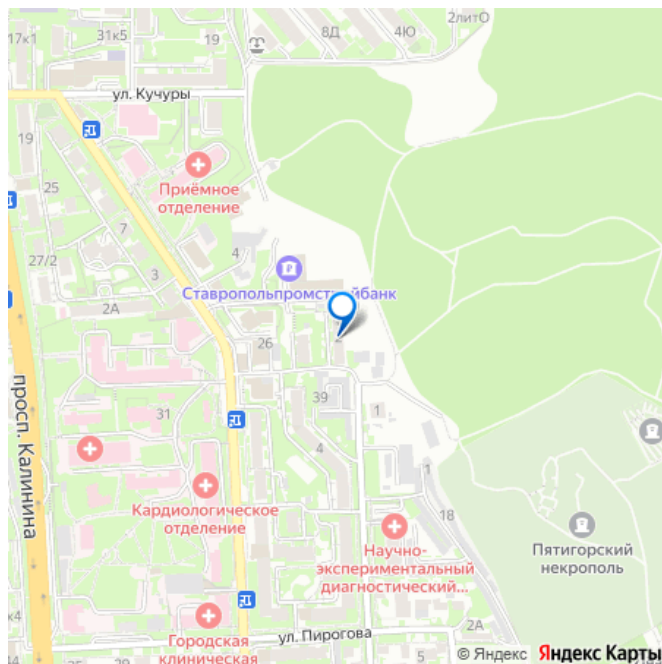 17к1
31к5
19
8Д
4Ю
2литО
ул. Кучуры
19
25
Приёмное
отделение
7
27/2
3
4
2А
Ставропольпромстройбанк
26
просп. Калинина
39
1
31
4
1
Кардиологическое
отделение
18
Научно-
экспериментальный
диагностический...
Пятигорский
некрополь
к4
33
2А
ул. Пирогова
Городская
клиническая
© Яндекс Яндекс Карты